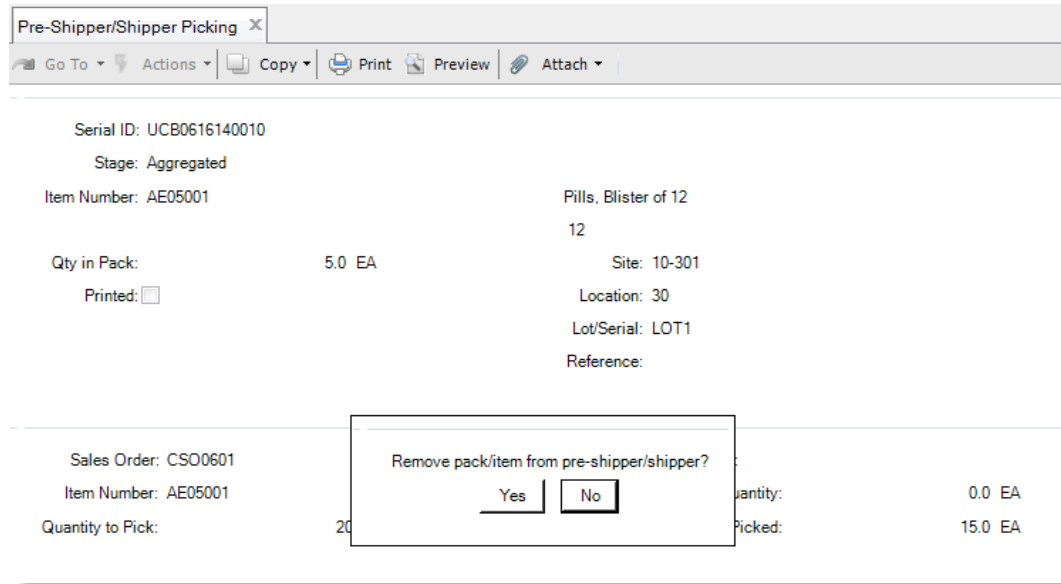 Pre-Shipper/Shipper Picking X
Go To Actions Copy Print Preview Attach
Serial ID: UCB0616140010
Stage: Aggregated
Item Number: AE05001 Pills, Blister of 12
12
Qty in Pack: 5.0 EA Site: 10-301
Printed: Location: 30
Lot/Serial: LOT1
Reference:
Sales Order: CSO0601 Remove pack/item from pre-shipper/shipper? :
Item Number: AE05001 Yes No 0.0 EA
Quantity to Pick: Picked: 15.0 EA